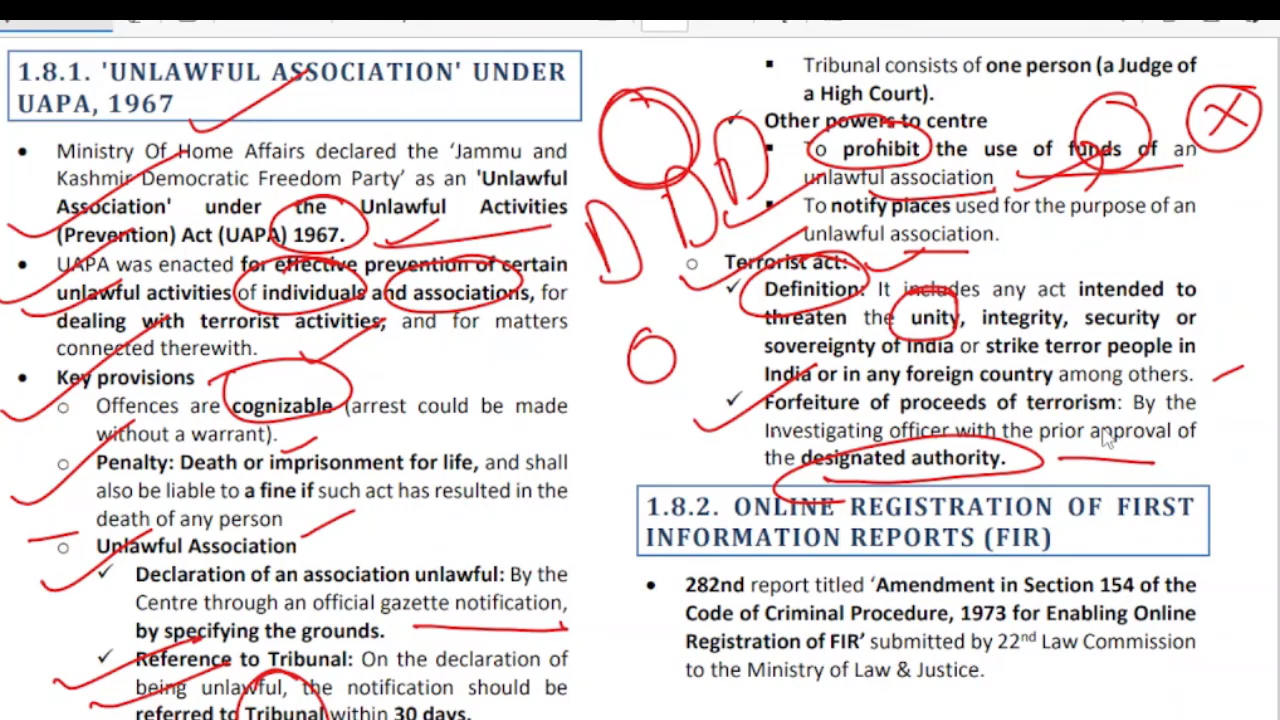 1.8.1. 'UNLAWFUL ASSOCIATION' UNDER
UAPA, 1967
• Ministry Of Home Affairs declared the ‘Jammu and
Kashmir Democratic Freedom Party’ as an 'Unlawful
Association' under the Unlawful Activities
(Prevention) Act (UAPA) 1967.
• UAPA was enacted for effective prevention of certain
unlawful activities of individuals and associations, for
dealing with terrorist activities, and for matters
connected therewith.
• Key provisions
o Offences are cognizable (arrest could be made
without a warrant).
o Penalty: Death or imprisonment for life, and shall
also be liable to a fine if such act has resulted in the
death of any person
o Unlawful Association
✓ Declaration of an association unlawful: By the
Centre through an official gazette notification,
by specifying the grounds.
✓ Reference to Tribunal: On the declaration of
being unlawful, the notification should be
referred to Tribunal within 30 days.
▪ Tribunal consists of one person (a Judge of
a High Court).
✓ Other powers to centre
▪ To prohibit the use of funds of an
unlawful association
▪ To notify places used for the purpose of an
unlawful association.
o Terrorist act:
✓ Definition: It includes any act intended to
threaten the unity, integrity, security or
sovereignty of India or strike terror people in
India or in any foreign country among others.
✓ Forfeiture of proceeds of terrorism: By the
Investigating officer with the prior approval of
the designated authority.
1.8.2. ONLINE REGISTRATION OF FIRST
INFORMATION REPORTS (FIR)
• 282nd report titled ‘Amendment in Section 154 of the
Code of Criminal Procedure, 1973 for Enabling Online
Registration of FIR’ submitted by 22nd Law Commission
to the Ministry of Law & Justice.